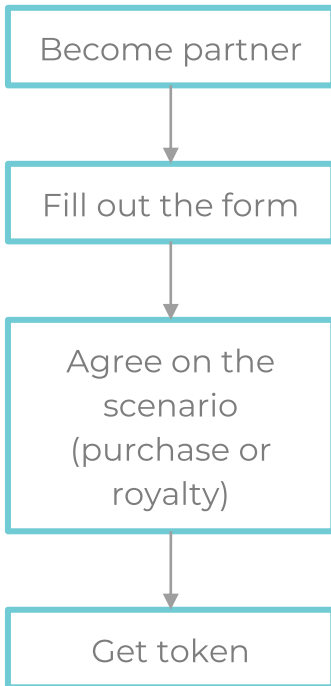 Become partner
Fill out the form
Agree on the
scenario
(purchase or
royalty)
Get token